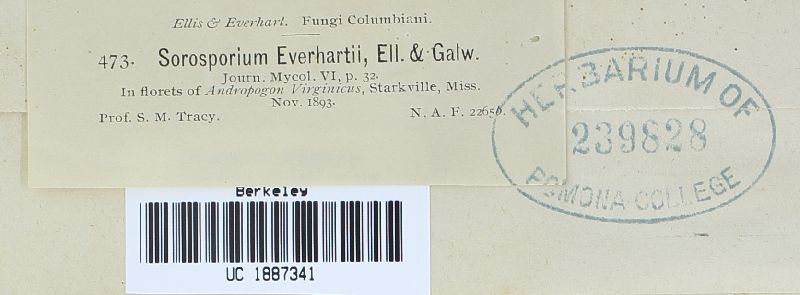 Ellis & Everhart. Fungi Columbiani.
473. Sorosporium Everhartii, Ell. & Galw.
Journ. Mycol. VI, p. 32.
In florets of Andropogon Virginicus, Starkville, Miss.
Nov. 1893.
Prof. S. M. Tracy. N. A. F. 2265b.
HERBARIUM OF
239828
POMONA COLLEGE
Berkeley
UC 1887341